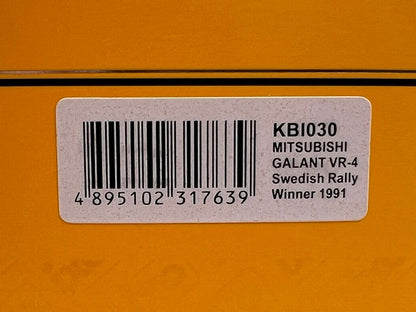 KBI030
MITSUBISHI
GALANT VR-4
Swedish Rally
Winner 1991
4 895102 317639